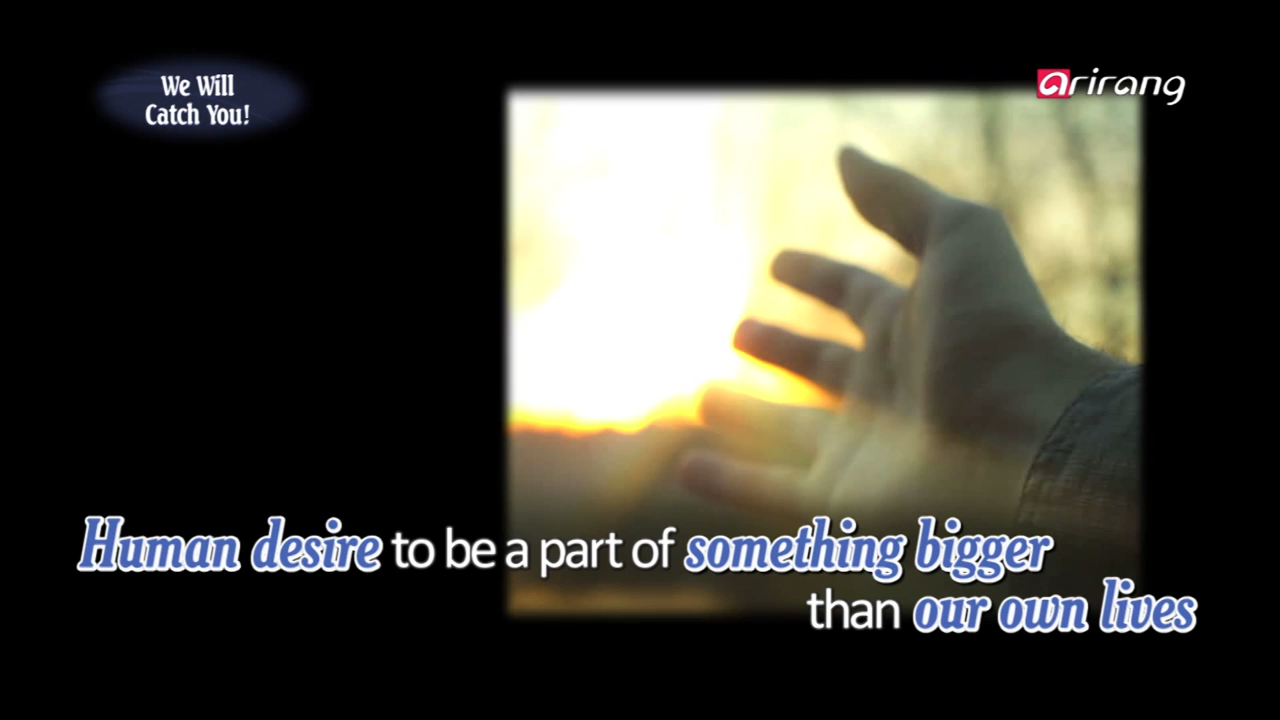 We Will
Catch You!
arirang
Human desire to be a part of something bigger
than our own lives